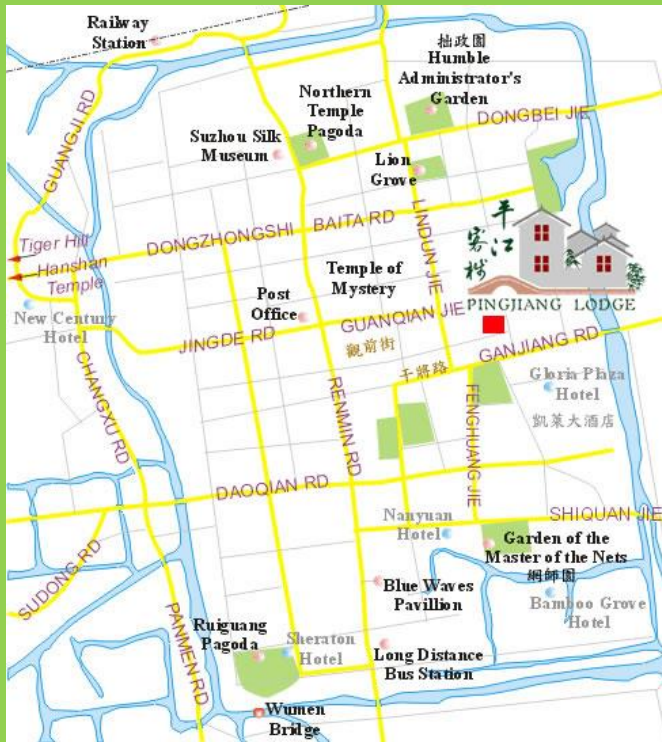 Railway
Station
拙政園
Humble
Administrator's
Garden
Northern
Temple
Pagoda
DONGBEI JIE
GUANGJI RD
Suzhou Silk
Museum
Lion
Grove
LINDUN JIE
平江
客栈
BAITA RD
DONGZHONGSHI
Tiger Hill
Hanshan
Temple
Temple of
Mystery
Post
Office
PINGJIANG LODGE
New Century
Hotel
GUANQIAN JIE
JINGDE RD
觀前街
GANJIANG RD
干將路
CHANGXU RD
RENMIN RD
FENGHUANG JIE
Gloria Plaza
Hotel
凱萊大酒店
DAOQIAN RD
Nanyuan
Hotel
SHIQUAN JIE
Garden of the
Master of the Nets
網師園
SUDONG RD
Blue Waves
Pavillion
Bamboo Grove
Hotel
PANMEN RD
Ruiguang
Pagoda
Sheraton
Hotel
Long Distance
Bus Station
Wumen
Bridge